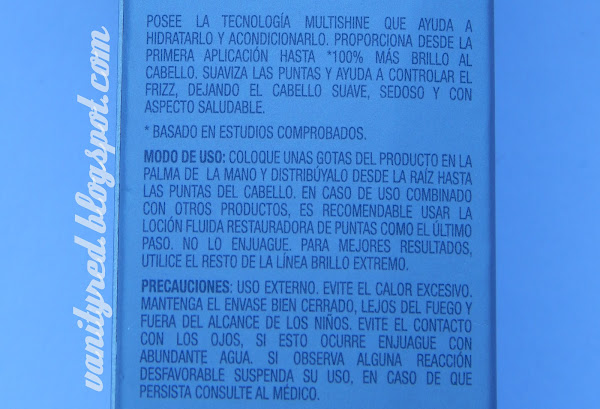 POSEE LA TECNOLOGÍA MULTISHINE QUE AYUDA A
HIDRATARLO Y ACONDICIONARLO. PROPORCIONA DESDE LA
PRIMERA APLICACIÓN HASTA *100% MÁS BRILLO AL
CABELLO. SUAVIZA LAS PUNTAS Y AYUDA A CONTROLAR EL
FRIZZ, DEJANDO EL CABELLO SUAVE, SEDOSO Y CON
ASPECTO SALUDABLE.
* BASADO EN ESTUDIOS COMPROBADOS.
MODO DE USO: COLOQUE UNAS GOTAS DEL PRODUCTO EN LA
PALMA DE LA MANO Y DISTRIBÚYALO DESDE LA RAÍZ HASTA
LAS PUNTAS DEL CABELLO. EN CASO DE USO COMBINADO
CON OTROS PRODUCTOS, ES RECOMENDABLE USAR LA
LOCIÓN FLUIDA RESTAURADORA DE PUNTAS COMO EL ÚLTIMO
PASO. NO LO ENJUAGUE. PARA MEJORES RESULTADOS,
UTILICE EL RESTO DE LA LÍNEA BRILLO EXTREMO.
PRECAUCIONES: USO EXTERNO. EVITE EL CALOR EXCESIVO.
MANTENGA EL ENVASE BIEN CERRADO, LEJOS DEL FUEGO Y
FUERA DEL ALCANCE DE LOS NIÑOS. EVITE EL CONTACTO
CON LOS OJOS, SI ESTO OCURRE ENJUAGUE CON
ABUNDANTE AGUA. SI OBSERVA ALGUNA REACCIÓN
DESFAVORABLE SUSPENDA SU USO, EN CASO DE QUE
PERSISTA CONSULTE AL MÉDICO.
vanityred.blogspot.com